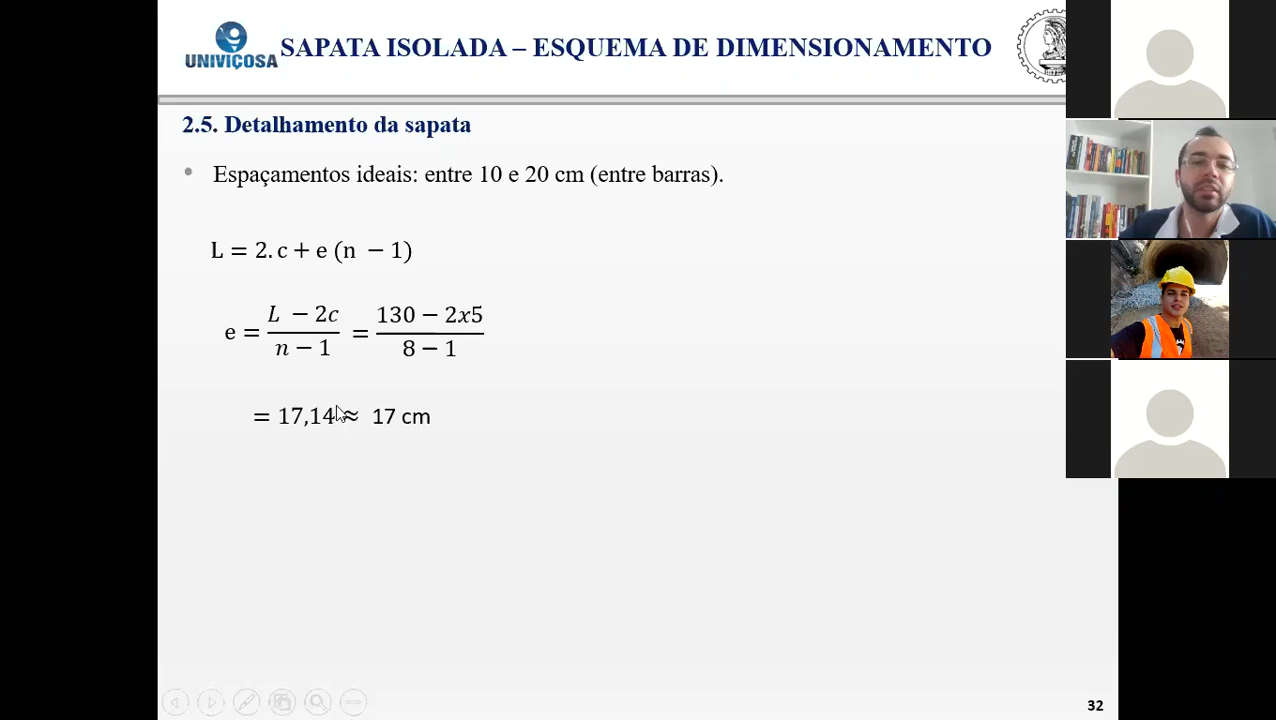 UNIVIÇOSA
SAPATA ISOLADA – ESQUEMA DE DIMENSIONAMENTO
2.5. Detalhamento da sapata
• Espaçamentos ideais: entre 10 e 20 cm (entre barras).
L = 2. c + e (n − 1)
e = (L − 2c)/(n − 1) = (130 − 2x5)/(8 − 1)
= 17,14 ≈ 17 cm
32